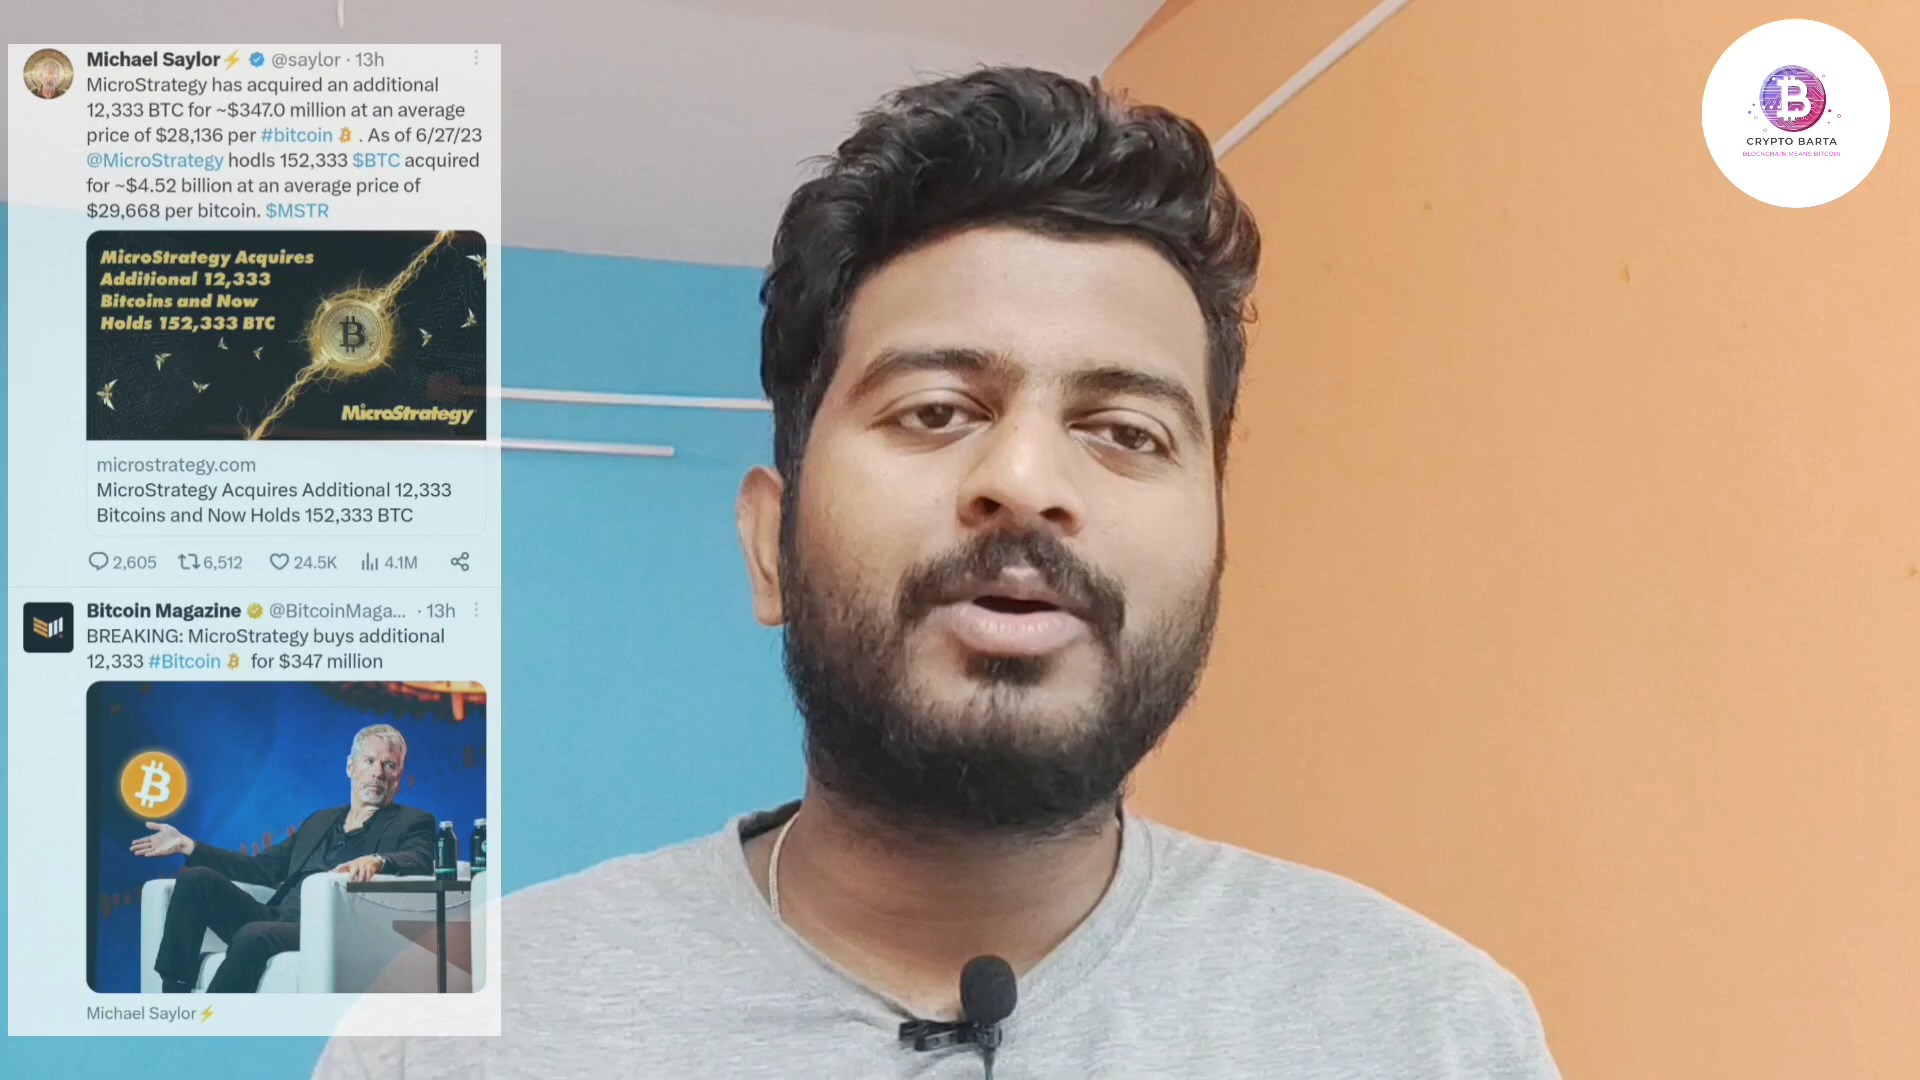 Michael Saylor⚡ @saylor · 13h
MicroStrategy has acquired an additional
12,333 BTC for ~$347.0 million at an average
price of $28,136 per #bitcoin . As of 6/27/23
@MicroStrategy hodls 152,333 $BTC acquired
for ~$4.52 billion at an average price of
$29,668 per bitcoin. $MSTR
MicroStrategy Acquires
Additional 12,333
Bitcoins and Now
Holds 152,333 BTC
MicroStrategy
microstrategy.com
MicroStrategy Acquires Additional 12,333
Bitcoins and Now Holds 152,333 BTC
2,605 6,512 24.5K 4.1M
Bitcoin Magazine @BitcoinMaga... · 13h
BREAKING: MicroStrategy buys additional
12,333 #Bitcoin for $347 million
Michael Saylor⚡
CRYPTO BARTA
BLOCKCHAIN MEANS BITCOIN